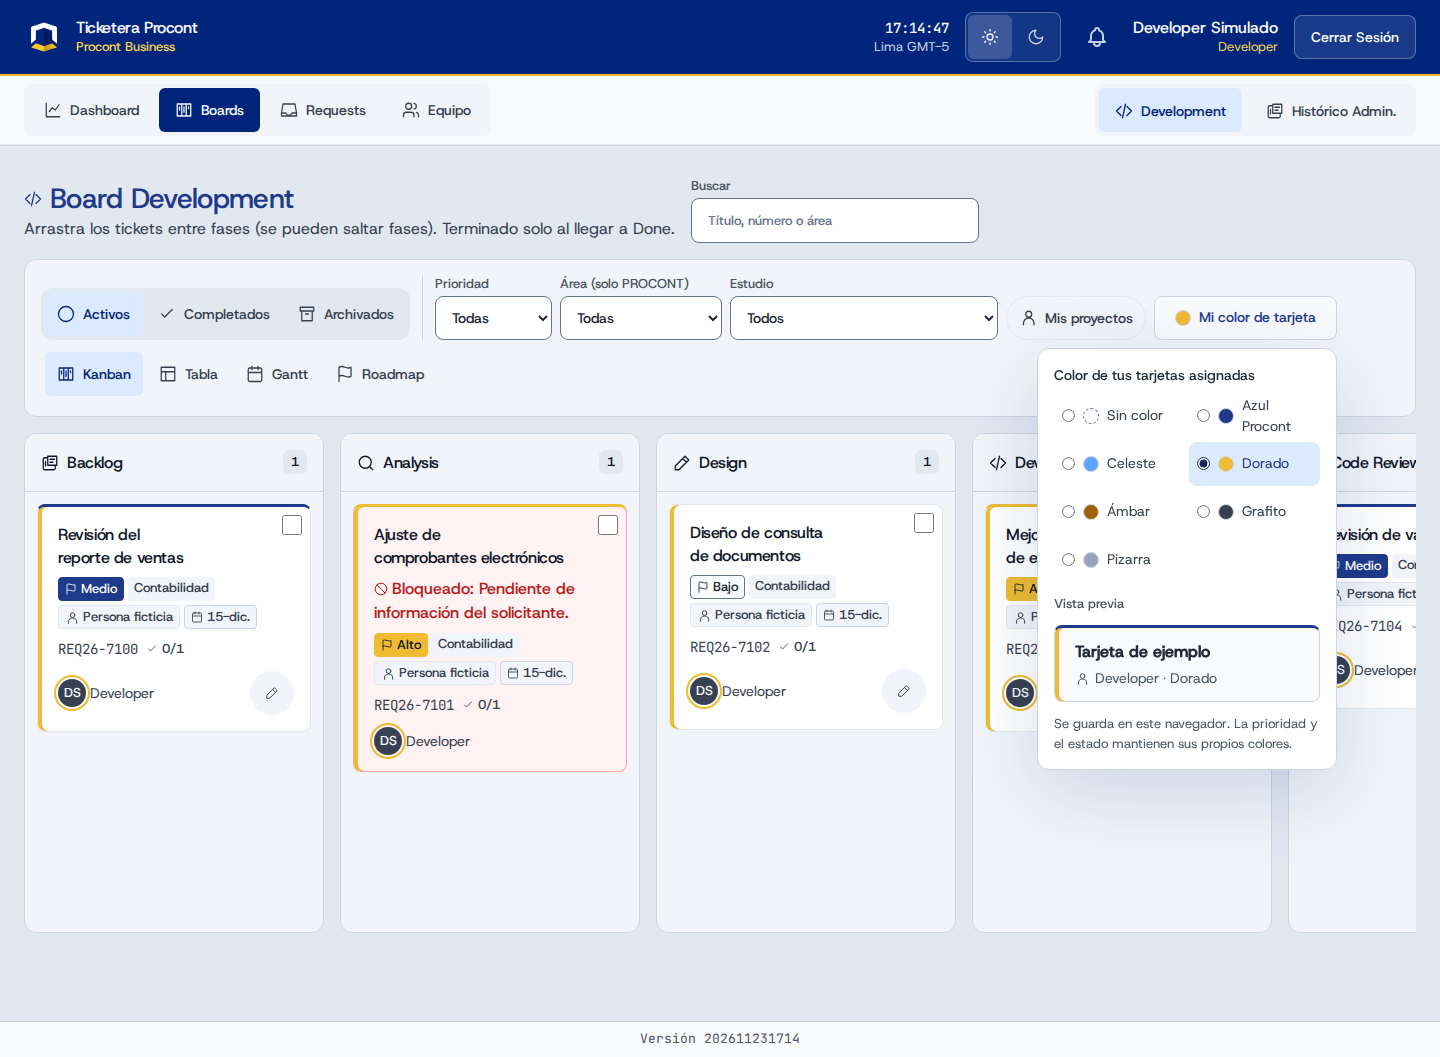 Ticketera Procont
Procont Business
17:14:47
Lima GMT-5
Developer Simulado
Developer
Cerrar Sesión
Dashboard
Boards
Requests
Equipo
Development
Histórico Admin.
Board Development
Arrastra los tickets entre fases (se pueden saltar fases). Terminado solo al llegar a Done.
Buscar
Título, número o área
Activos
Completados
Archivados
Prioridad
Todas
Área (solo PROCONT)
Todas
Estudio
Todos
Mis proyectos
Mi color de tarjeta
Kanban
Tabla
Gantt
Roadmap
Color de tus tarjetas asignadas
Sin color
Azul
Procont
Celeste
Dorado
Ámbar
Grafito
Pizarra
Vista previa
Tarjeta de ejemplo
Developer · Dorado
Se guarda en este navegador. La prioridad y
el estado mantienen sus propios colores.
Backlog
1
Revisión del
reporte de ventas
Medio
Contabilidad
Persona ficticia
15-dic.
REQ26-7100
0/1
DS
Developer
Analysis
1
Ajuste de
comprobantes electrónicos
Bloqueado: Pendiente de
información del solicitante.
Alto
Contabilidad
Persona ficticia
15-dic.
REQ26-7101
0/1
DS
Developer
Design
1
Diseño de consulta
de documentos
Bajo
Contabilidad
Persona ficticia
15-dic.
REQ26-7102
0/1
DS
Developer
de
DS
Code Review
Medio
REQ26-7104
Developer
Versión 202611231714